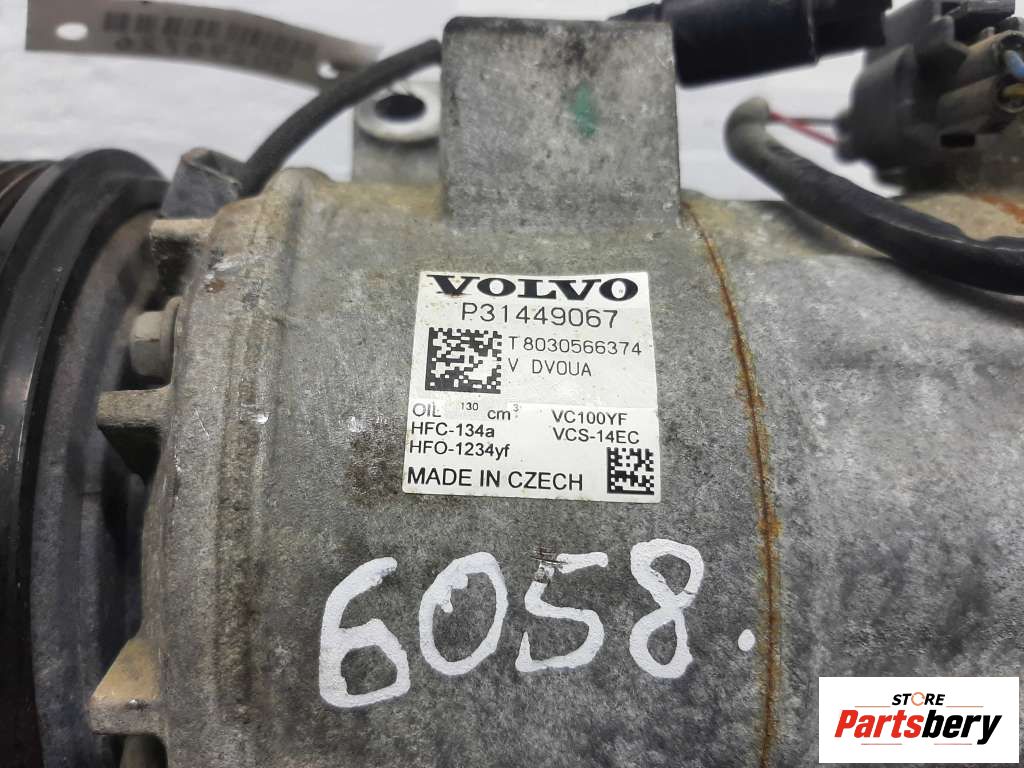 VOLVO
P31449067
T8030566374
V DV0UA
OIL 130 cm³ VC100YF
HFC-134a VCS-14EC
HFO-1234yf
MADE IN CZECH
6058.
STORE
Partsbery